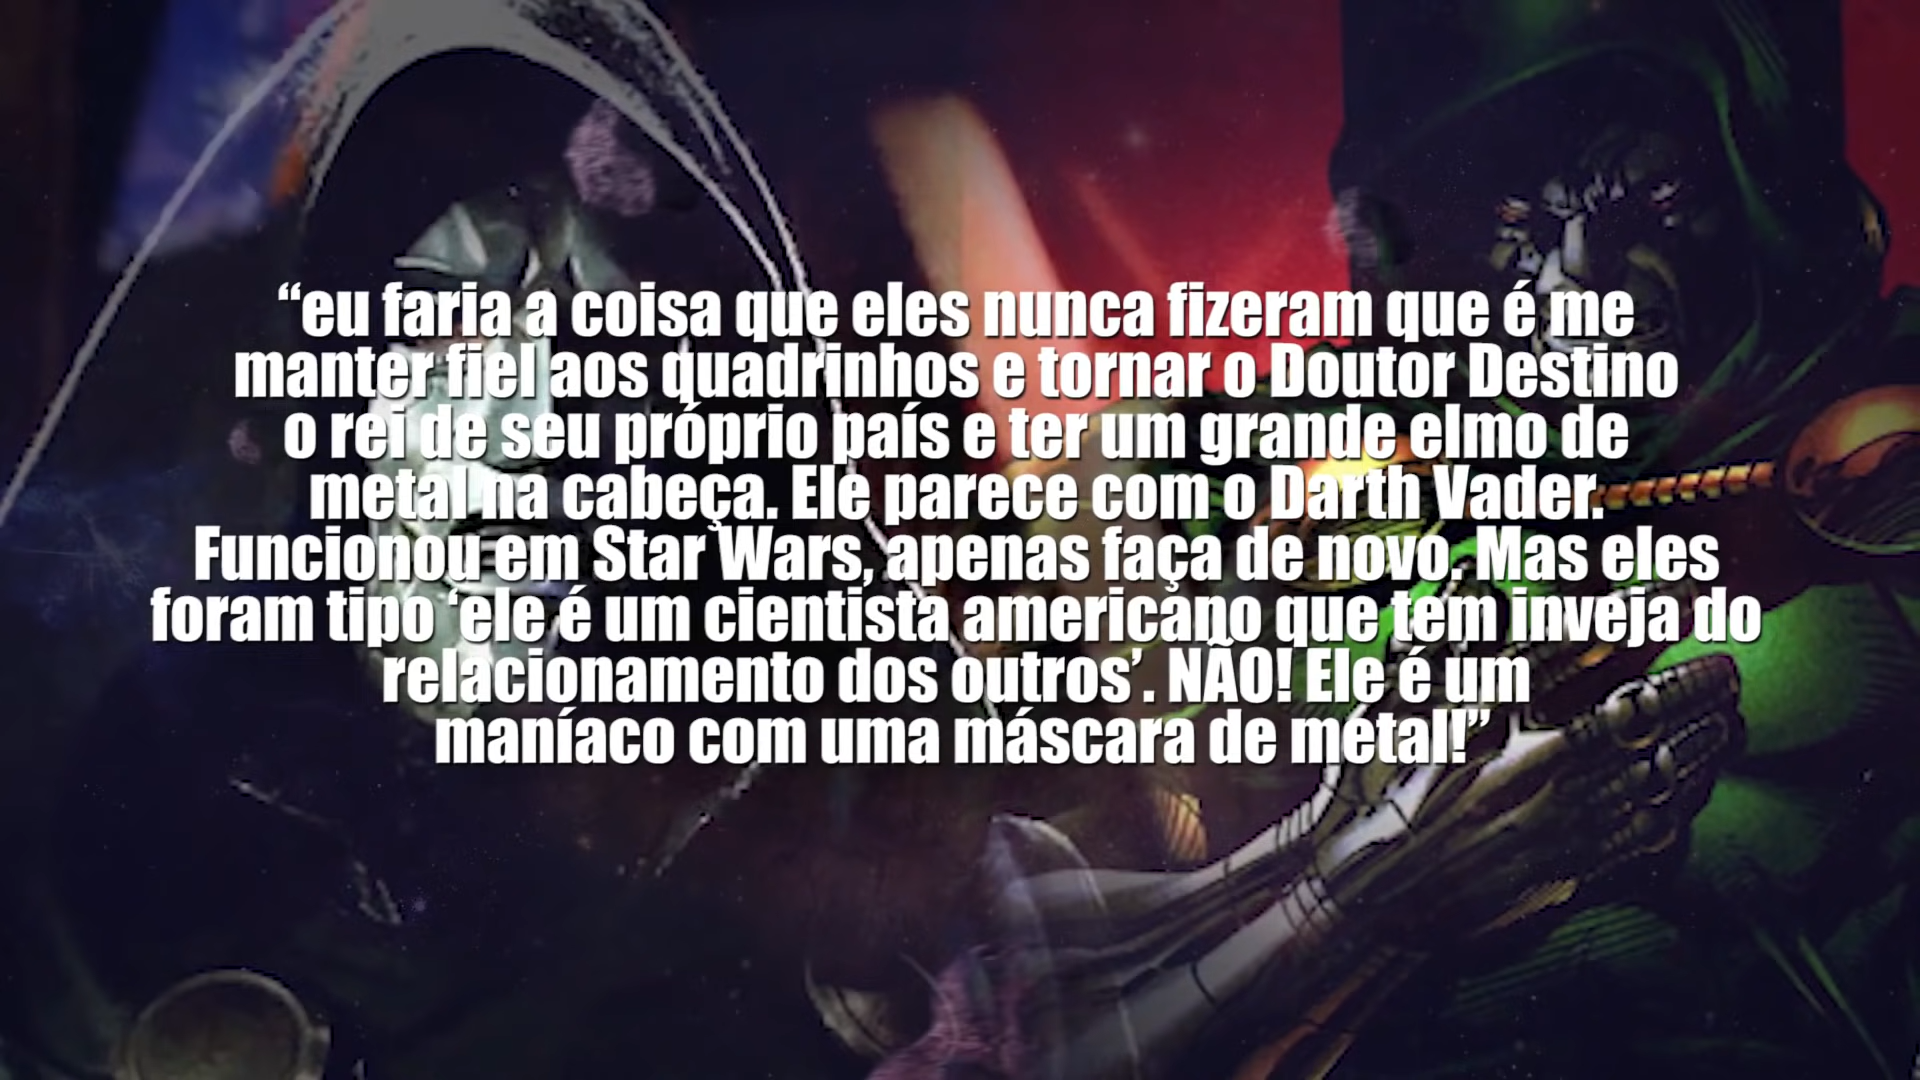 “eu faria a coisa que eles nunca fizeram que é me
manter fiel aos quadrinhos e tornar o Doutor Destino
o rei de seu próprio país e ter um grande elmo de
metal na cabeça. Ele parece com o Darth Vader.
Funcionou em Star Wars, apenas faça de novo. Mas eles
foram tipo ‘ele é um cientista americano que tem inveja do
relacionamento dos outros’. NÃO! Ele é um
maníaco com uma máscara de metal!”